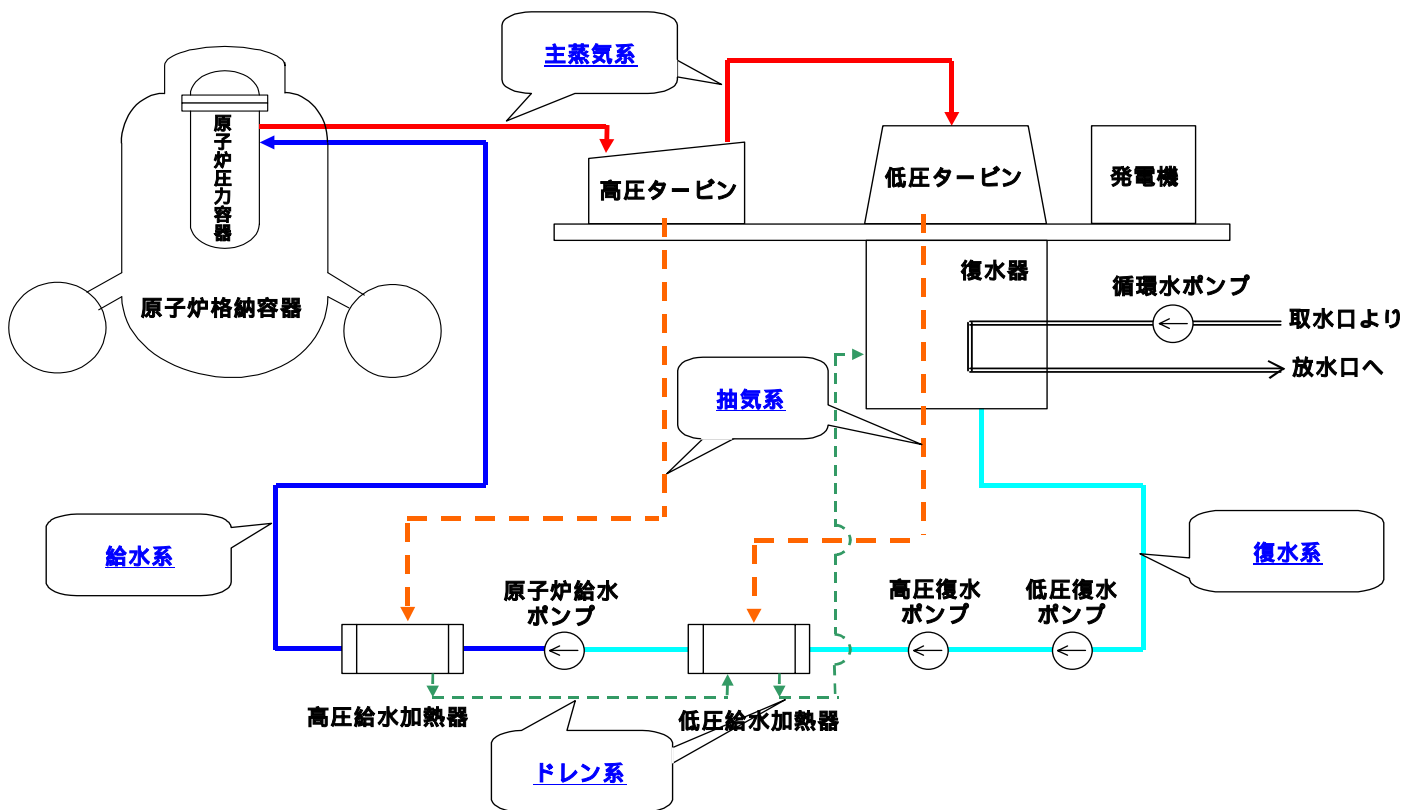 主蒸気系
原子炉圧力容器
高圧タービン
低圧タービン
発電機
復水器
循環水ポンプ
取水口より
放水口へ
原子炉格納容器
抽気系
給水系
復水系
原子炉給水
ポンプ
高圧復水
ポンプ
低圧復水
ポンプ
高圧給水加熱器
低圧給水加熱器
ドレン系